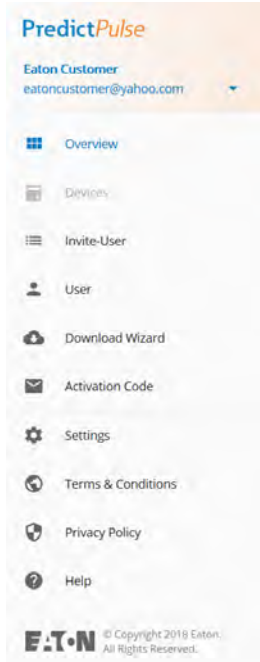 PredictPulse
Eaton Customer
eatoncustomer@yahoo.com
Overview
Devices
Invite-User
User
Download Wizard
Activation Code
Settings
Terms & Conditions
Privacy Policy
Help
EATON © Copyright 2018 Eaton.
All Rights Reserved.